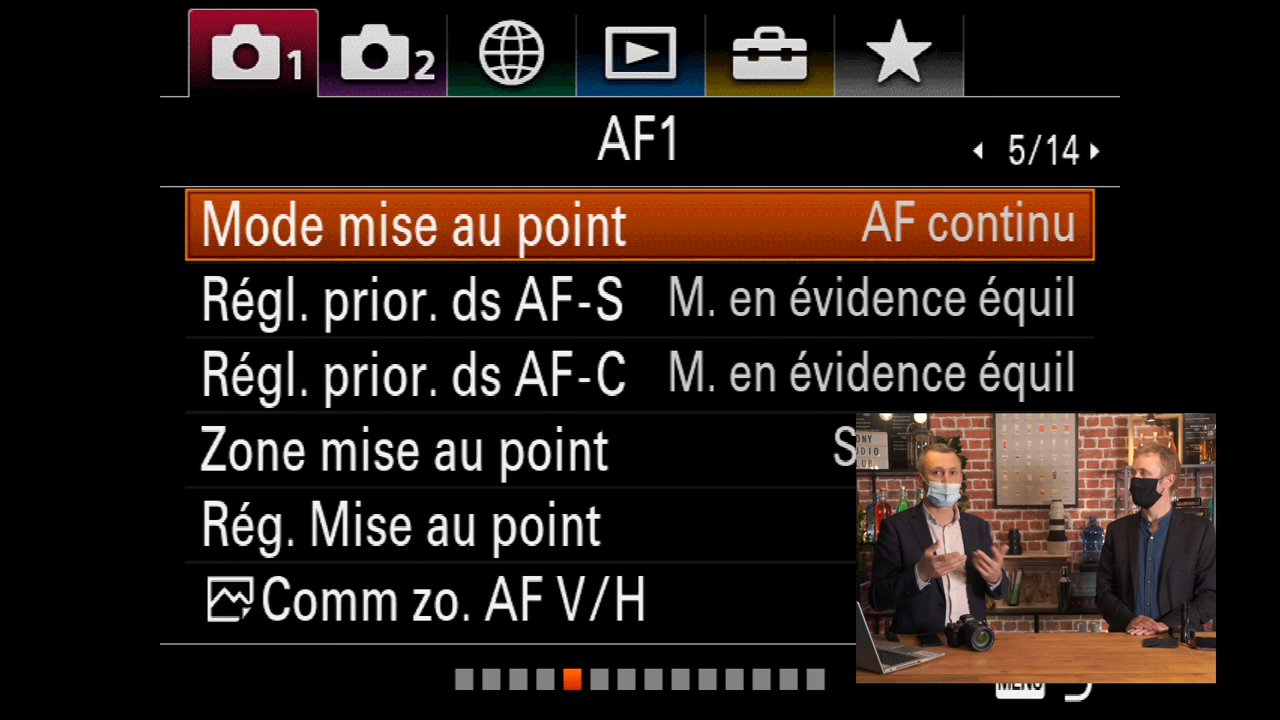 1 2
AF1
5/14
Mode mise au point AF continu
Régl. prior. ds AF-S M. en évidence équil
Régl. prior. ds AF-C M. en évidence équil
Zone mise au point
Rég. Mise au point
Comm zo. AF V/H
MENU